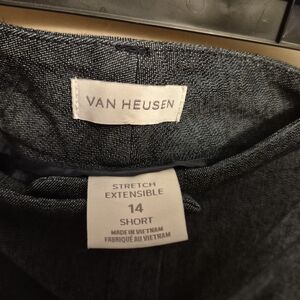 VAN HEUSEN
STRETCH
EXTENSIBLE
14
SHORT
MADE IN VIETNAM
FABRIQUÉ AU VIETNAM